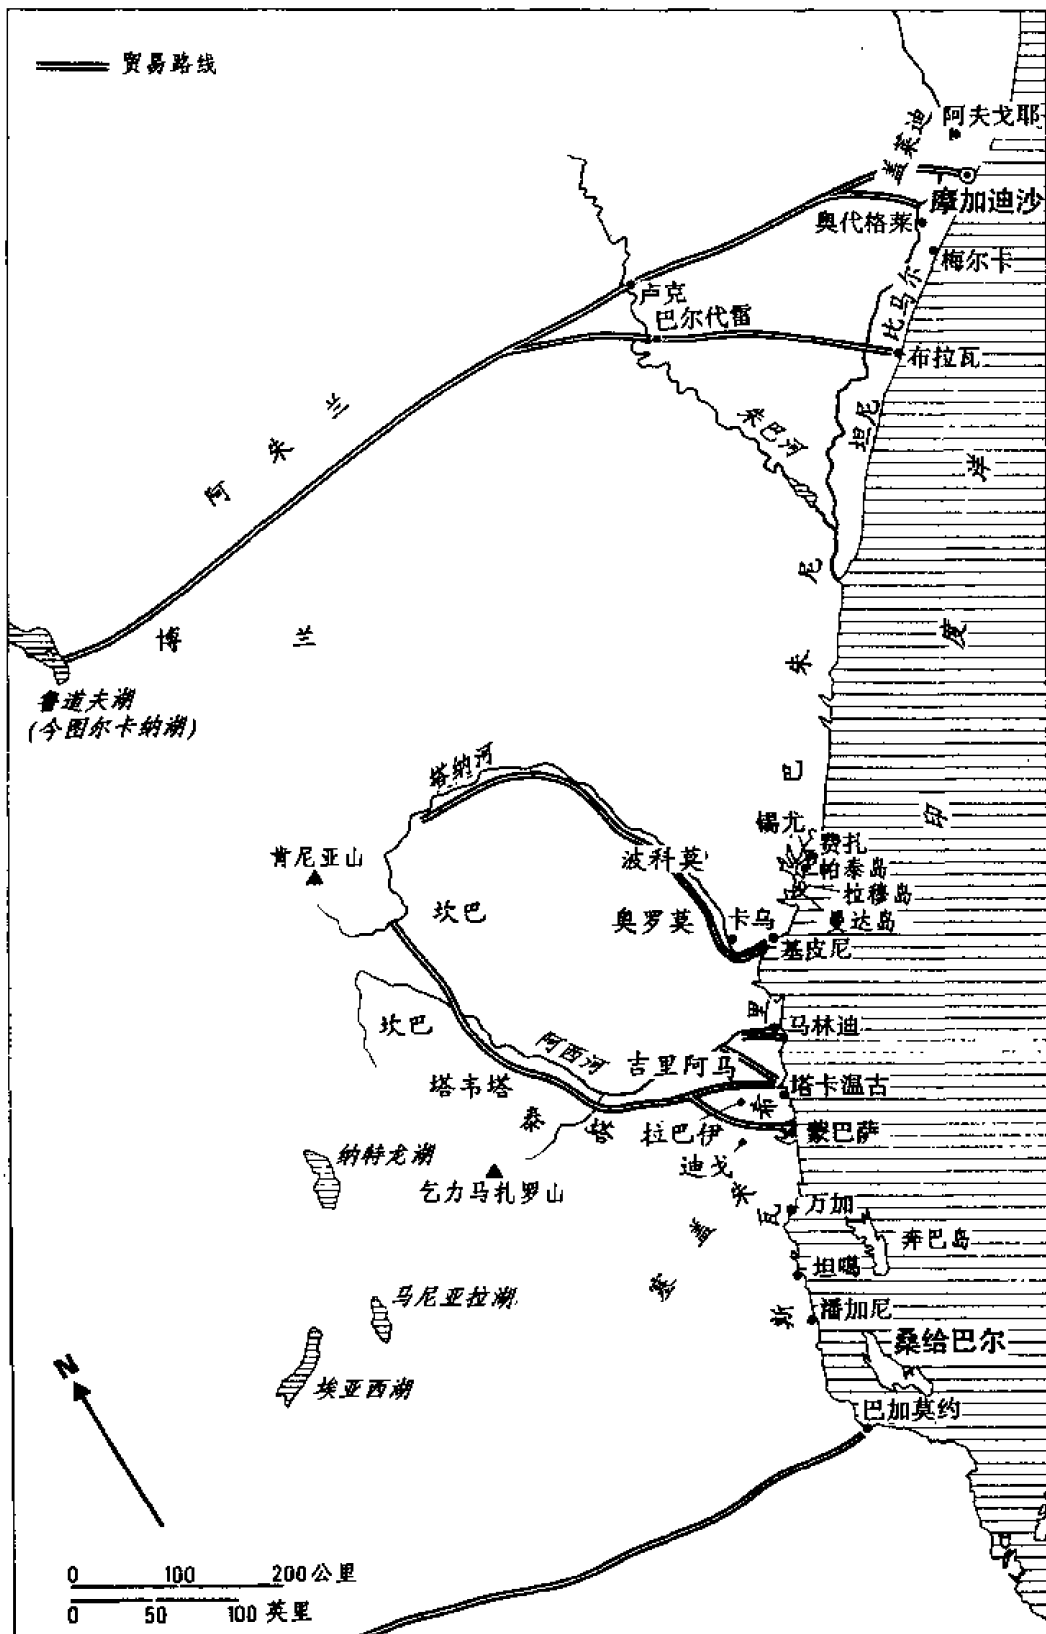 贸易路线
阿夫戈耶
盖莱迪
摩加迪沙
奥代格莱
梅尔卡
卢克
巴尔代雷
比马尔
布拉瓦
坦尼
朱巴河
阿朱兰
博兰
鲁道夫湖
(今图尔卡纳湖)
巴朱尼
印度洋岸
塔纳河
肯尼亚山
锡尤
费扎
帕泰岛
拉穆岛
曼达岛
波科莫
坎巴
奥罗莫
卡乌
基皮尼
坎巴
阿西河
马林迪
吉里阿马
塔韦塔
塔卡温古
泰塔
拉巴伊
蒙巴萨
迪戈
纳特龙湖
乞力马扎罗山
斯瓦希里
万加
奔巴岛
坦噶
马尼亚拉湖
潘加尼
桑给巴尔
埃亚西湖
巴加莫约
N
0 100 200公里
0 50 100 英里